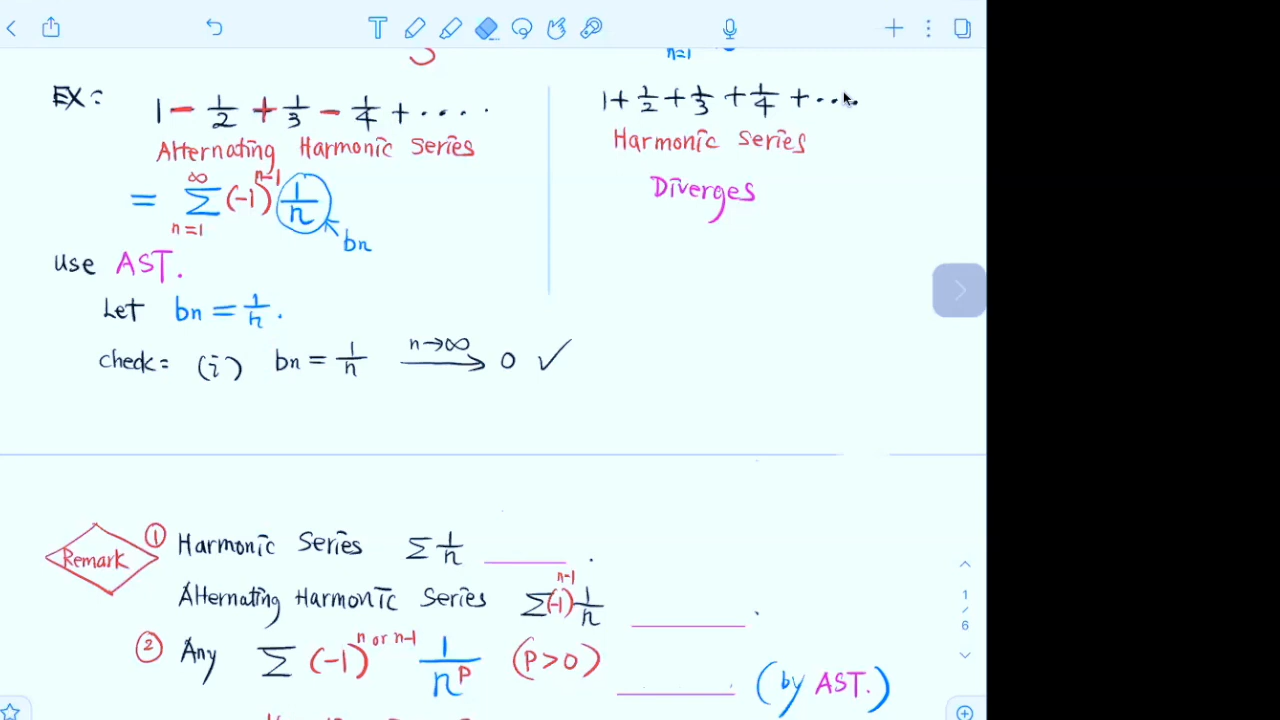 n=1
EX: 1 - 1/2 + 1/3 - 1/4 + .....
Alternating Harmonic Series
= ∞ ∑ n=1 (-1)^n-1 1/n
bn
use AST.
Let bn = 1/n.
check: (i) bn = 1/n n→∞ 0 ✓
1 + 1/2 + 1/3 + 1/4 + ....
Harmonic Series
Diverges
Remark
① Harmonic Series ∑ 1/n ______ .
Alternating Harmonic Series ∑(-1)^n-1 1/n ______ .
② Any ∑ (-1)^n or n-1 1/n^p (P>0) ______ (by AST.)
1
/
6